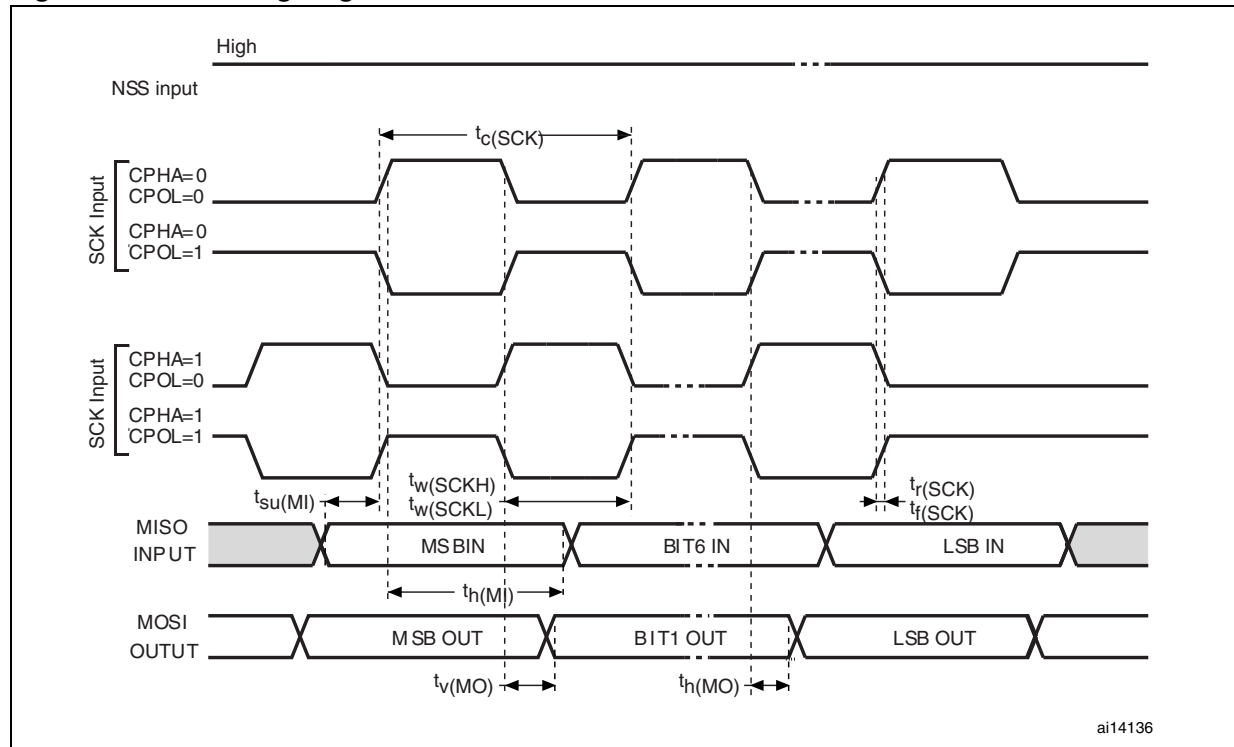 High
NSS input
tc(SCK)
SCK Input
CPHA=0
CPOL=0
CPHA=0
CPOL=1
SCK Input
CPHA=1
CPOL=0
CPHA=1
CPOL=1
tsu(MI)
tw(SCKH)
tw(SCKL)
tr(SCK)
tf(SCK)
MISO
INPUT
MSBIN
BIT6 IN
LSB IN
th(MI)
MOSI
OUTUT
MSB OUT
BIT1 OUT
LSB OUT
tv(MO)
th(MO)
ai14136